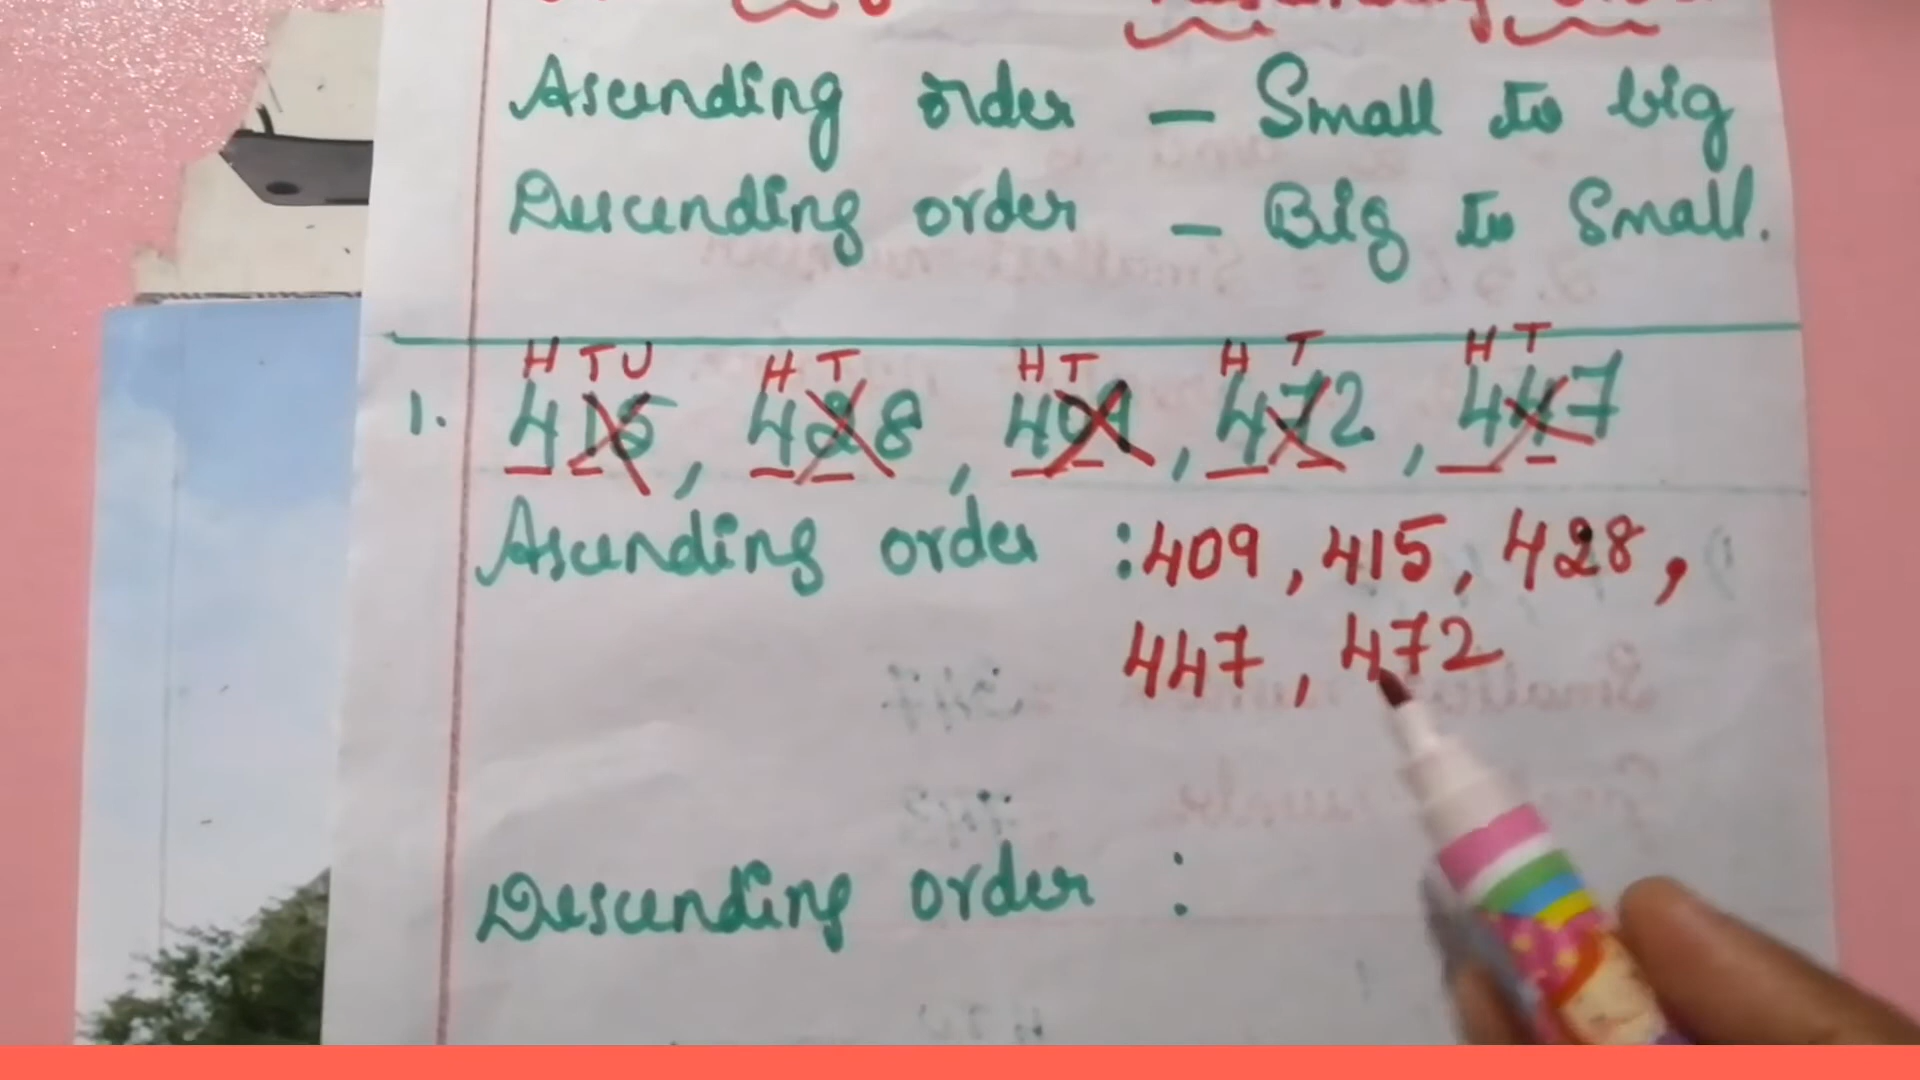 Ascending order - Small to big
Descending order - Big to Small.
H T U H T H T H T H T
1. 415, 428, 409, 472, 447
Ascending order : 409, 415, 428,
447, 472
Descending order :